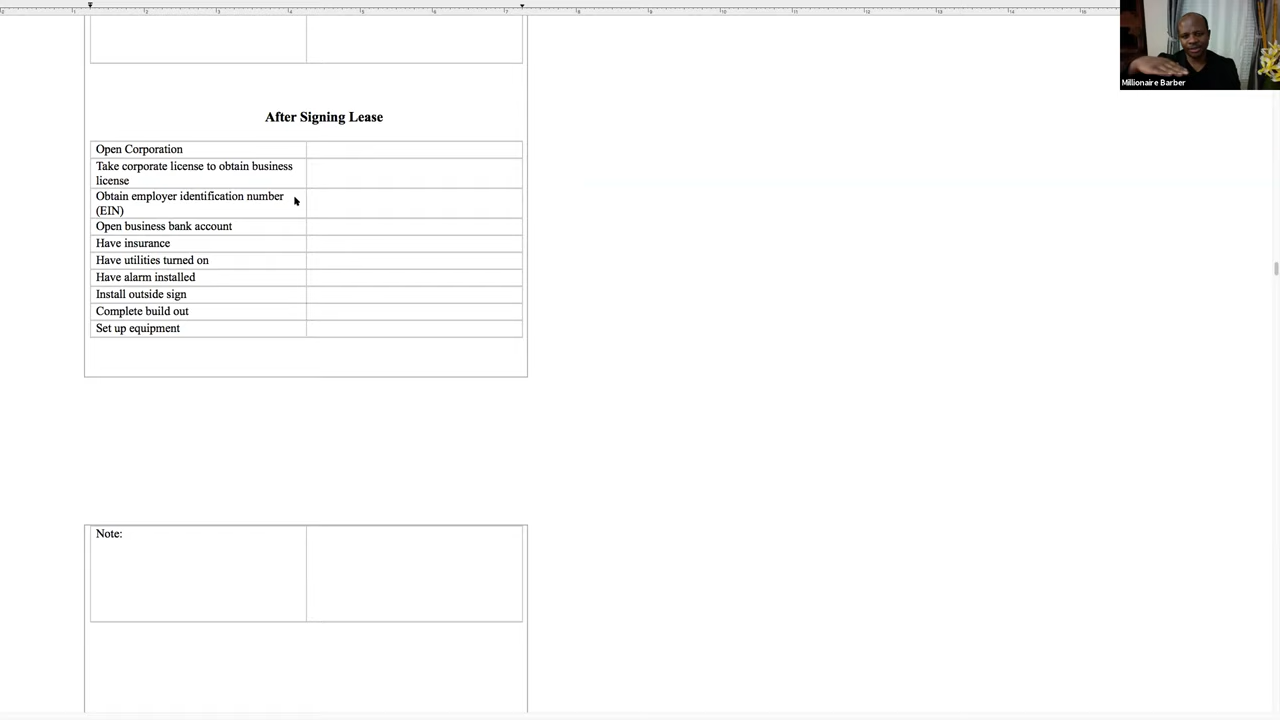 Millionaire Barber
After Signing Lease
Open Corporation
Take corporate license to obtain business
license
Obtain employer identification number
(EIN)
Open business bank account
Have insurance
Have utilities turned on
Have alarm installed
Install outside sign
Complete build out
Set up equipment
Note: